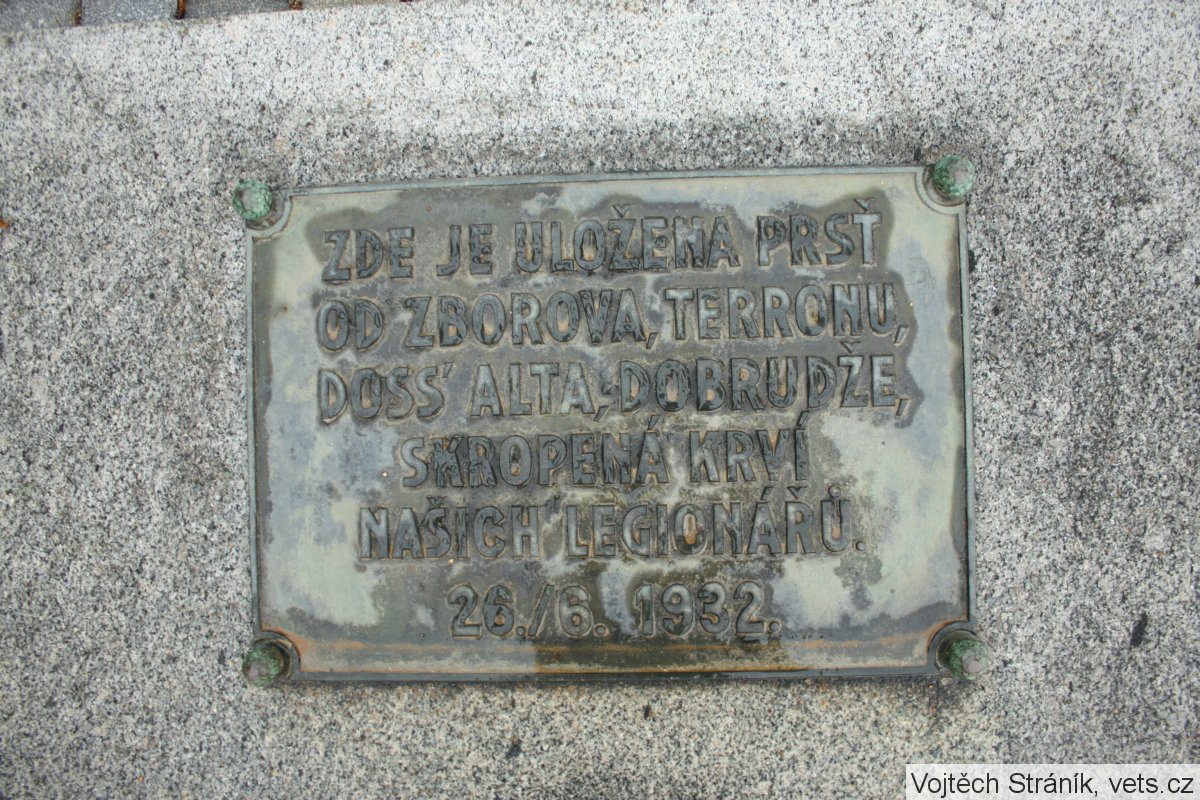 ZDE JE ULOŽENA PRSŤ
OD ZBOROVA, TERRONU,
DOSS' ALTA, DOBRUDŽE,
SKROPENÁ KRVÍ
NAŠICH LEGIONÁŘŮ.
26./6. 1932.
Vojtěch Stráník, vets.cz